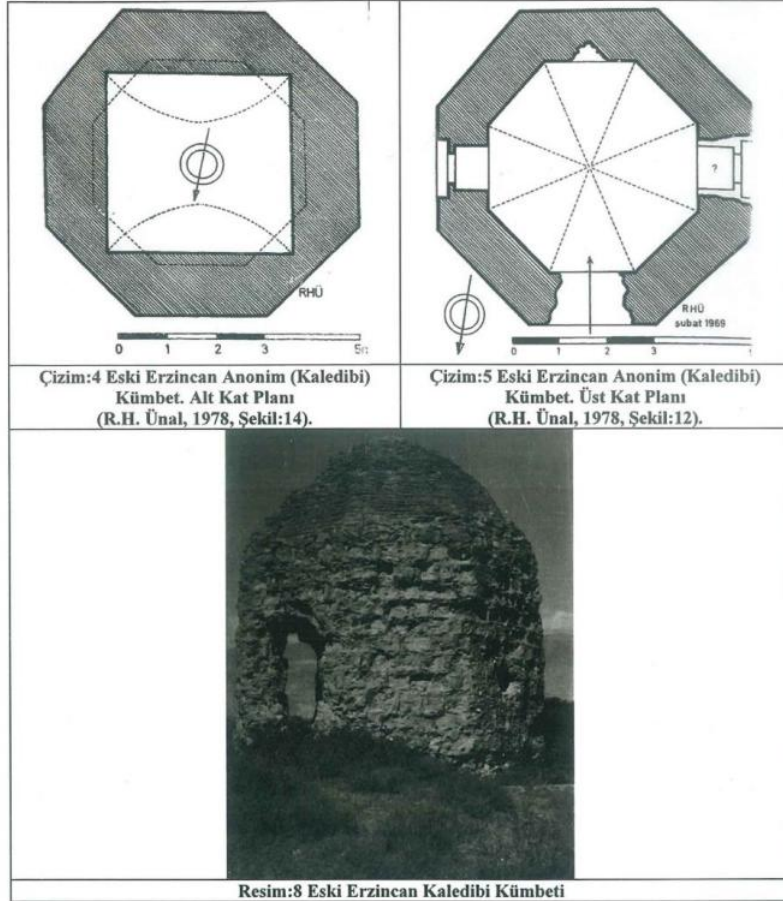 RHÜ
0 1 2 3 5m
Çizim:4 Eski Erzincan Anonim (Kaledibi)
Kümbet. Alt Kat Planı
(R.H. Ünal, 1978, Şekil:14).
?
RHÜ
şubat 1969
0 1 2 3
Çizim:5 Eski Erzincan Anonim (Kaledibi)
Kümbet. Üst Kat Planı
(R.H. Ünal, 1978, Şekil:12).
Resim:8 Eski Erzincan Kaledibi Kümbeti